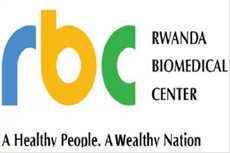 rbc
RWANDA
BIOMEDICAL
CENTER
A Healthy People, A Wealthy Nation